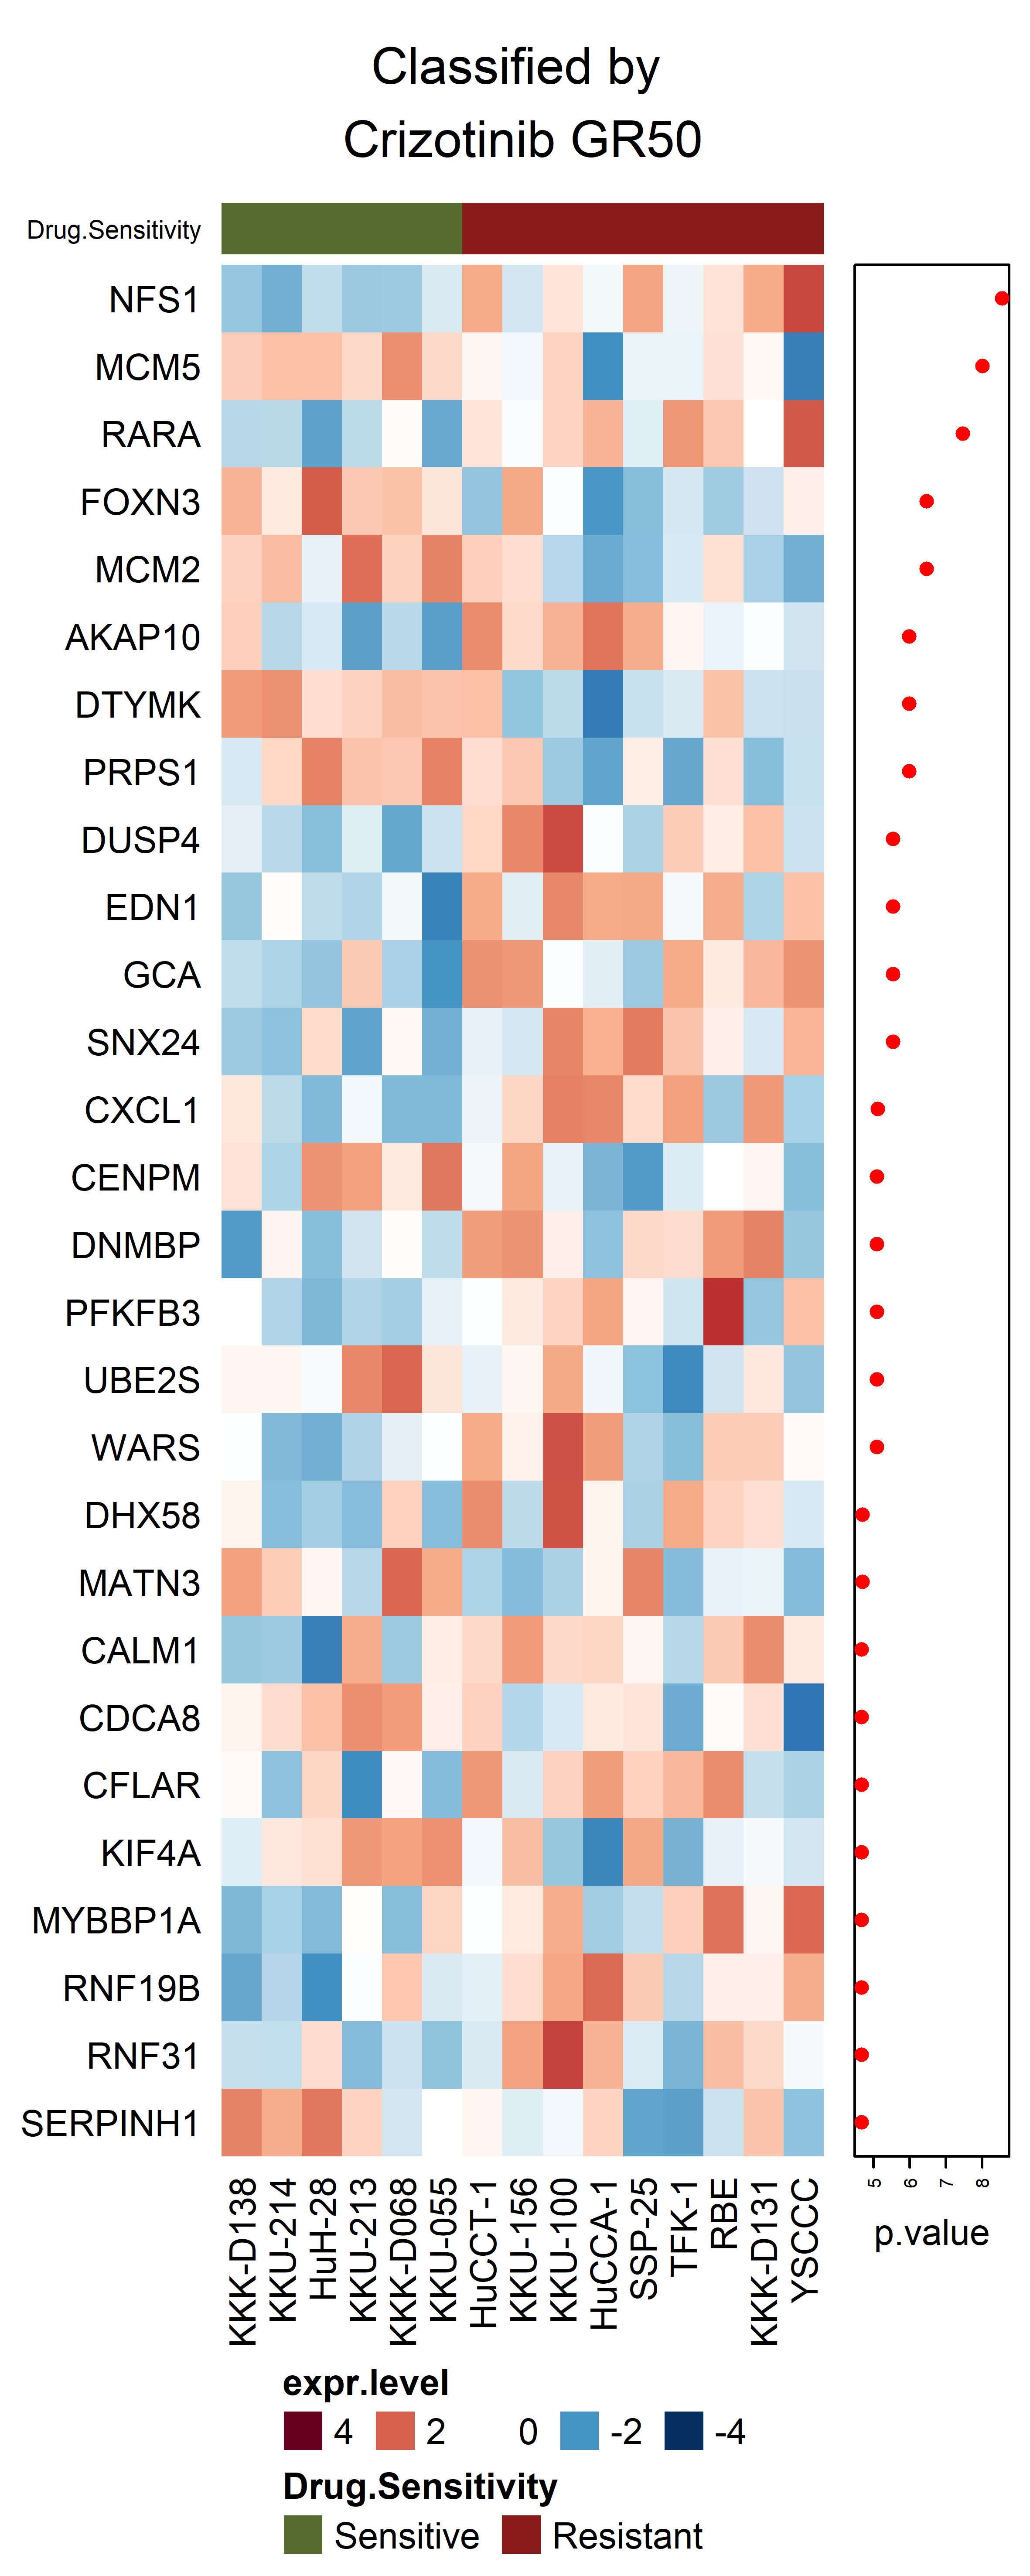 Classified by
Crizotinib GR50
Drug.Sensitivity
NFS1
MCM5
RARA
FOXN3
MCM2
AKAP10
DTYMK
PRPS1
DUSP4
EDN1
GCA
SNX24
CXCL1
CENPM
DNMBP
PFKFB3
UBE2S
WARS
DHX58
MATN3
CALM1
CDCA8
CFLAR
KIF4A
MYBBP1A
RNF19B
RNF31
SERPINH1
KKK-D138
KKU-214
HuH-28
KKU-213
KKK-D068
KKU-055
HuCCT-1
KKU-156
KKU-100
HuCCA-1
SSP-25
TFK-1
RBE
KKK-D131
YSCCC
5 6 7 8
p.value
expr.level
4 2 0 -2 -4
Drug.Sensitivity
Sensitive Resistant